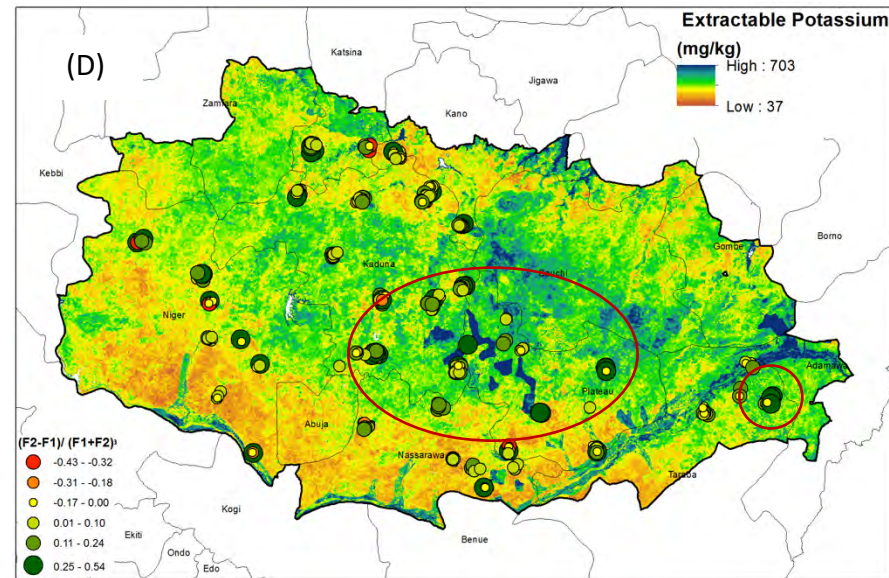 (D)
Extractable Potassium
(mg/kg)
High : 703
Low : 37
Katsina
Jigawa
Zamfara
Kano
Kebbi
Borno
Gombe
Bauchi
Kaduna
Niger
Adamawa
Plateau
Abuja
Nassarawa
Taraba
Kogi
Benue
Ekiti
Ondo
Edo
(F2-F1)/ (F1+F2)³
-0.43 - -0.32
-0.31 - -0.18
-0.17 - 0.00
0.01 - 0.10
0.11 - 0.24
0.25 - 0.54